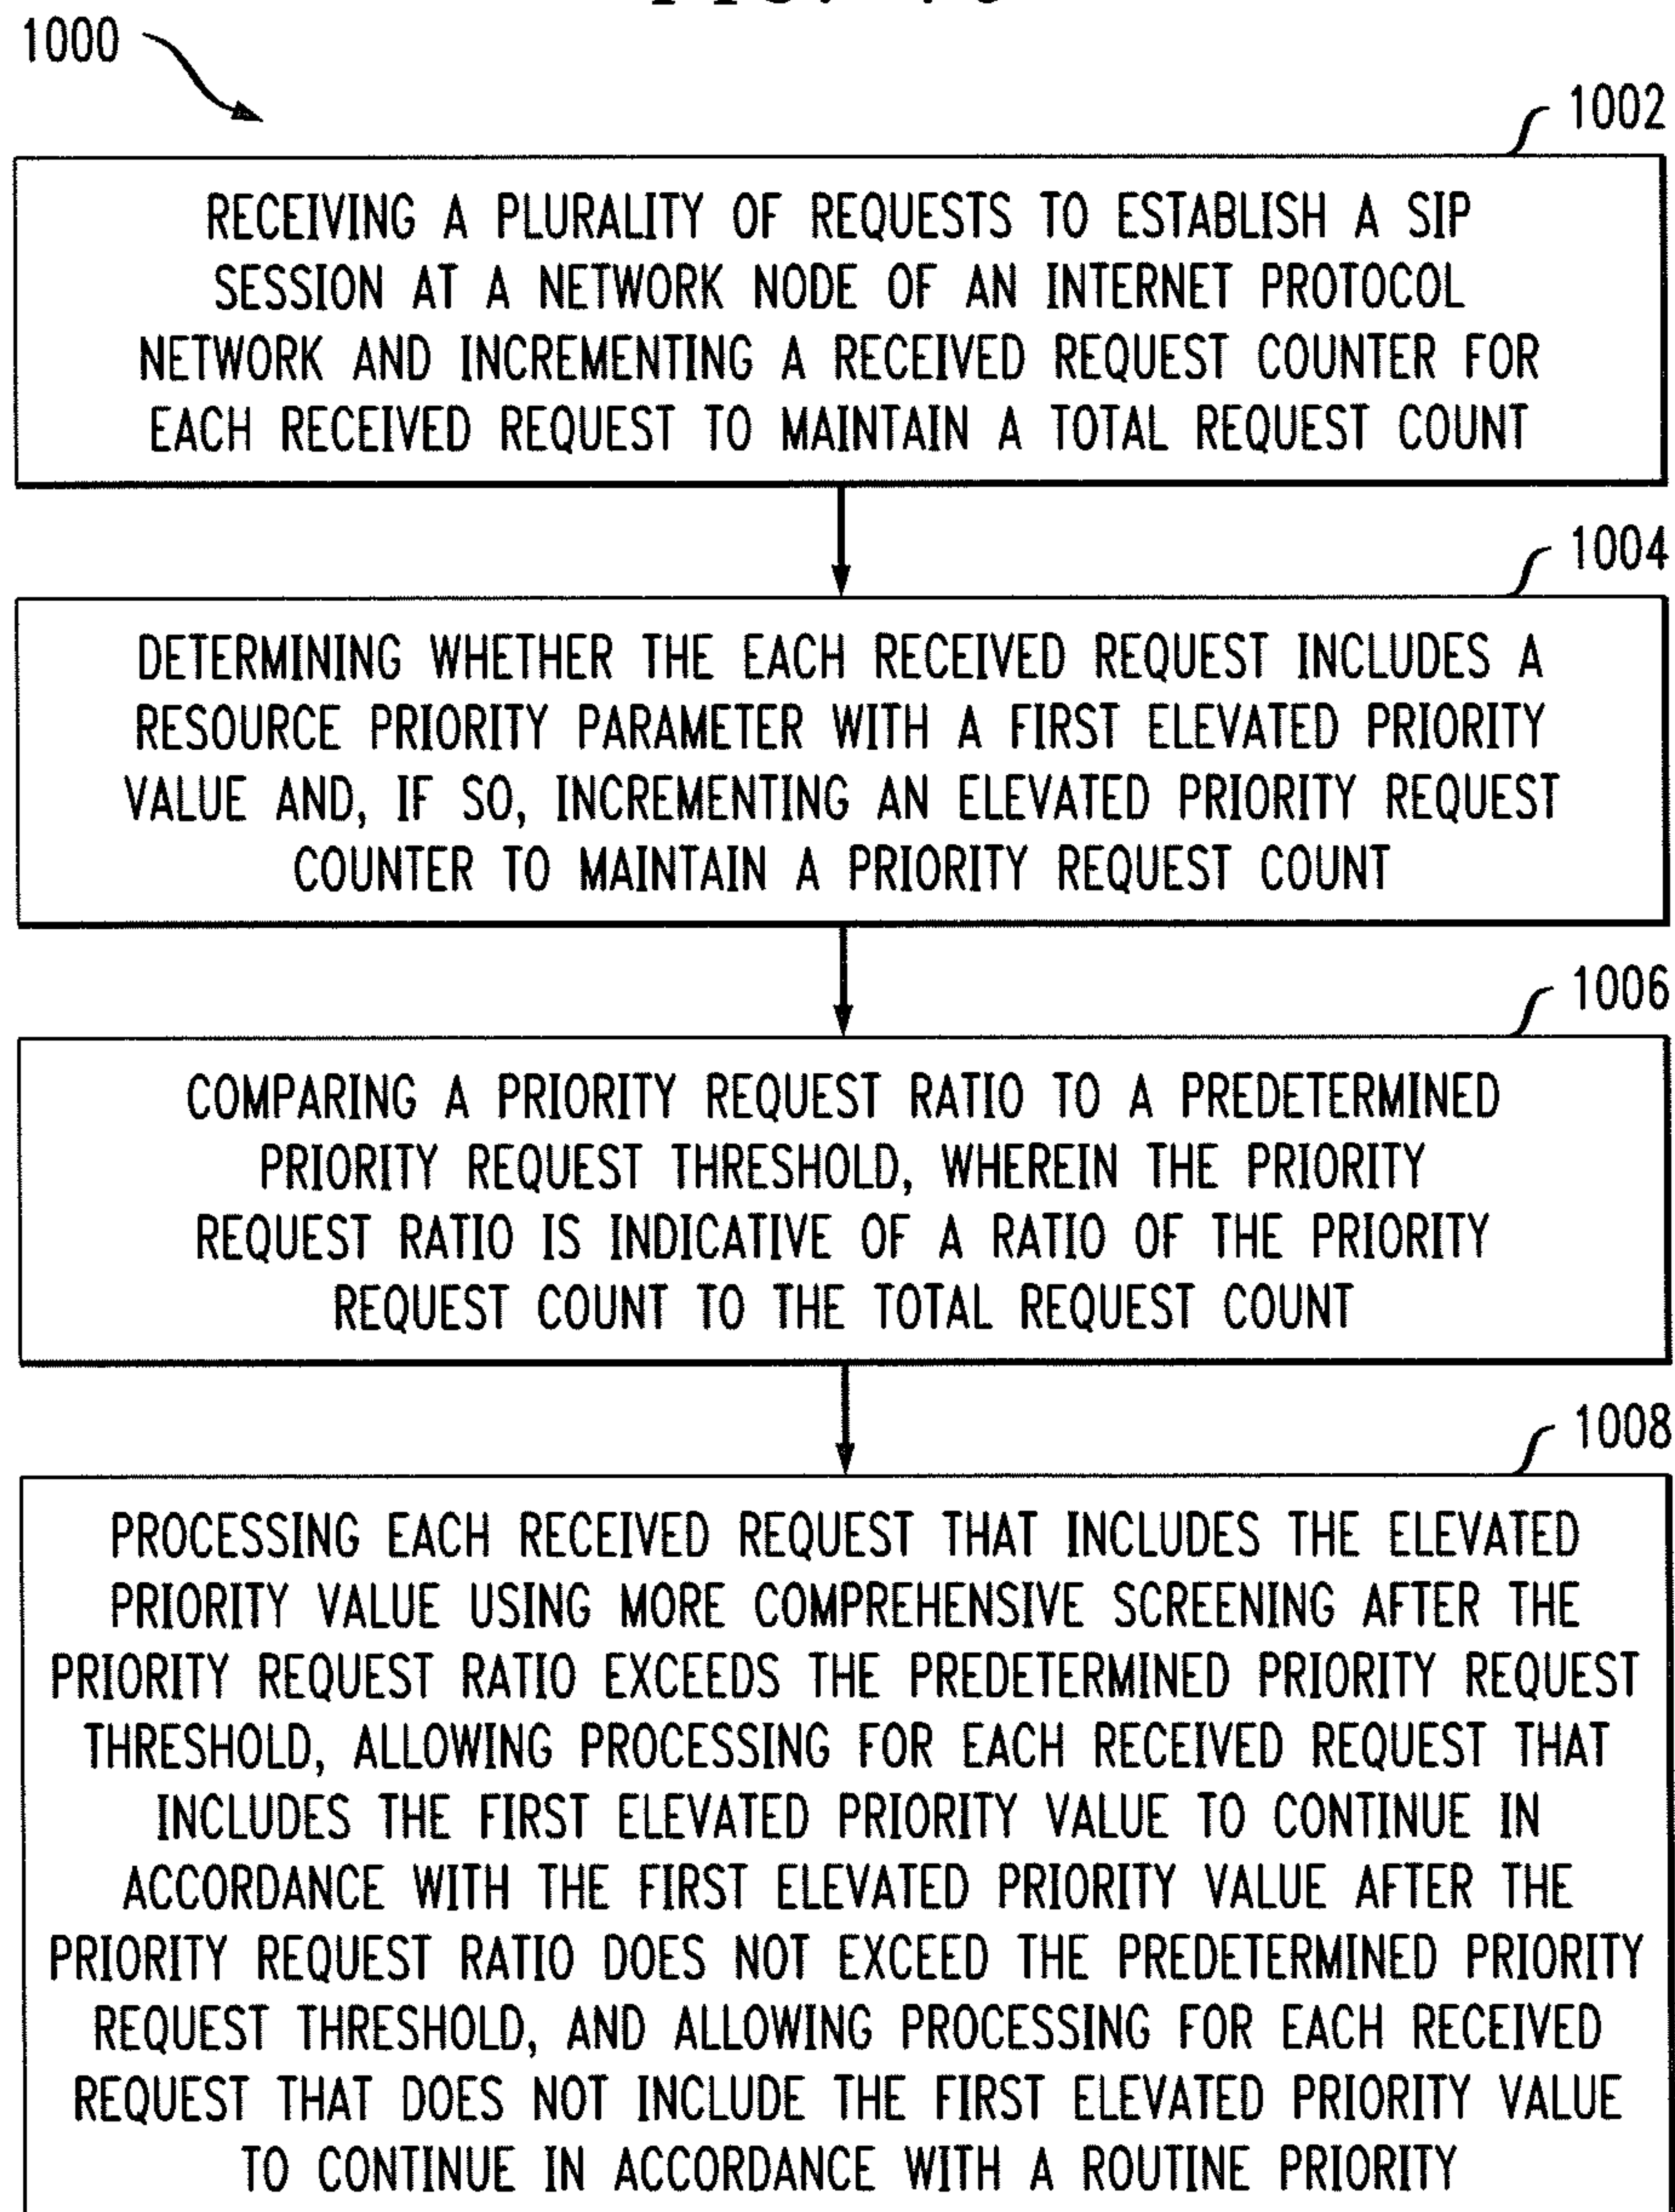 1000
1002
RECEIVING A PLURALITY OF REQUESTS TO ESTABLISH A SIP
SESSION AT A NETWORK NODE OF AN INTERNET PROTOCOL
NETWORK AND INCREMENTING A RECEIVED REQUEST COUNTER FOR
EACH RECEIVED REQUEST TO MAINTAIN A TOTAL REQUEST COUNT
1004
DETERMINING WHETHER THE EACH RECEIVED REQUEST INCLUDES A
RESOURCE PRIORITY PARAMETER WITH A FIRST ELEVATED PRIORITY
VALUE AND, IF SO, INCREMENTING AN ELEVATED PRIORITY REQUEST
COUNTER TO MAINTAIN A PRIORITY REQUEST COUNT
1006
COMPARING A PRIORITY REQUEST RATIO TO A PREDETERMINED
PRIORITY REQUEST THRESHOLD, WHEREIN THE PRIORITY
REQUEST RATIO IS INDICATIVE OF A RATIO OF THE PRIORITY
REQUEST COUNT TO THE TOTAL REQUEST COUNT
1008
PROCESSING EACH RECEIVED REQUEST THAT INCLUDES THE ELEVATED
PRIORITY VALUE USING MORE COMPREHENSIVE SCREENING AFTER THE
PRIORITY REQUEST RATIO EXCEEDS THE PREDETERMINED PRIORITY REQUEST
THRESHOLD, ALLOWING PROCESSING FOR EACH RECEIVED REQUEST THAT
INCLUDES THE FIRST ELEVATED PRIORITY VALUE TO CONTINUE IN
ACCORDANCE WITH THE FIRST ELEVATED PRIORITY VALUE AFTER THE
PRIORITY REQUEST RATIO DOES NOT EXCEED THE PREDETERMINED PRIORITY
REQUEST THRESHOLD, AND ALLOWING PROCESSING FOR EACH RECEIVED
REQUEST THAT DOES NOT INCLUDE THE FIRST ELEVATED PRIORITY VALUE
TO CONTINUE IN ACCORDANCE WITH A ROUTINE PRIORITY